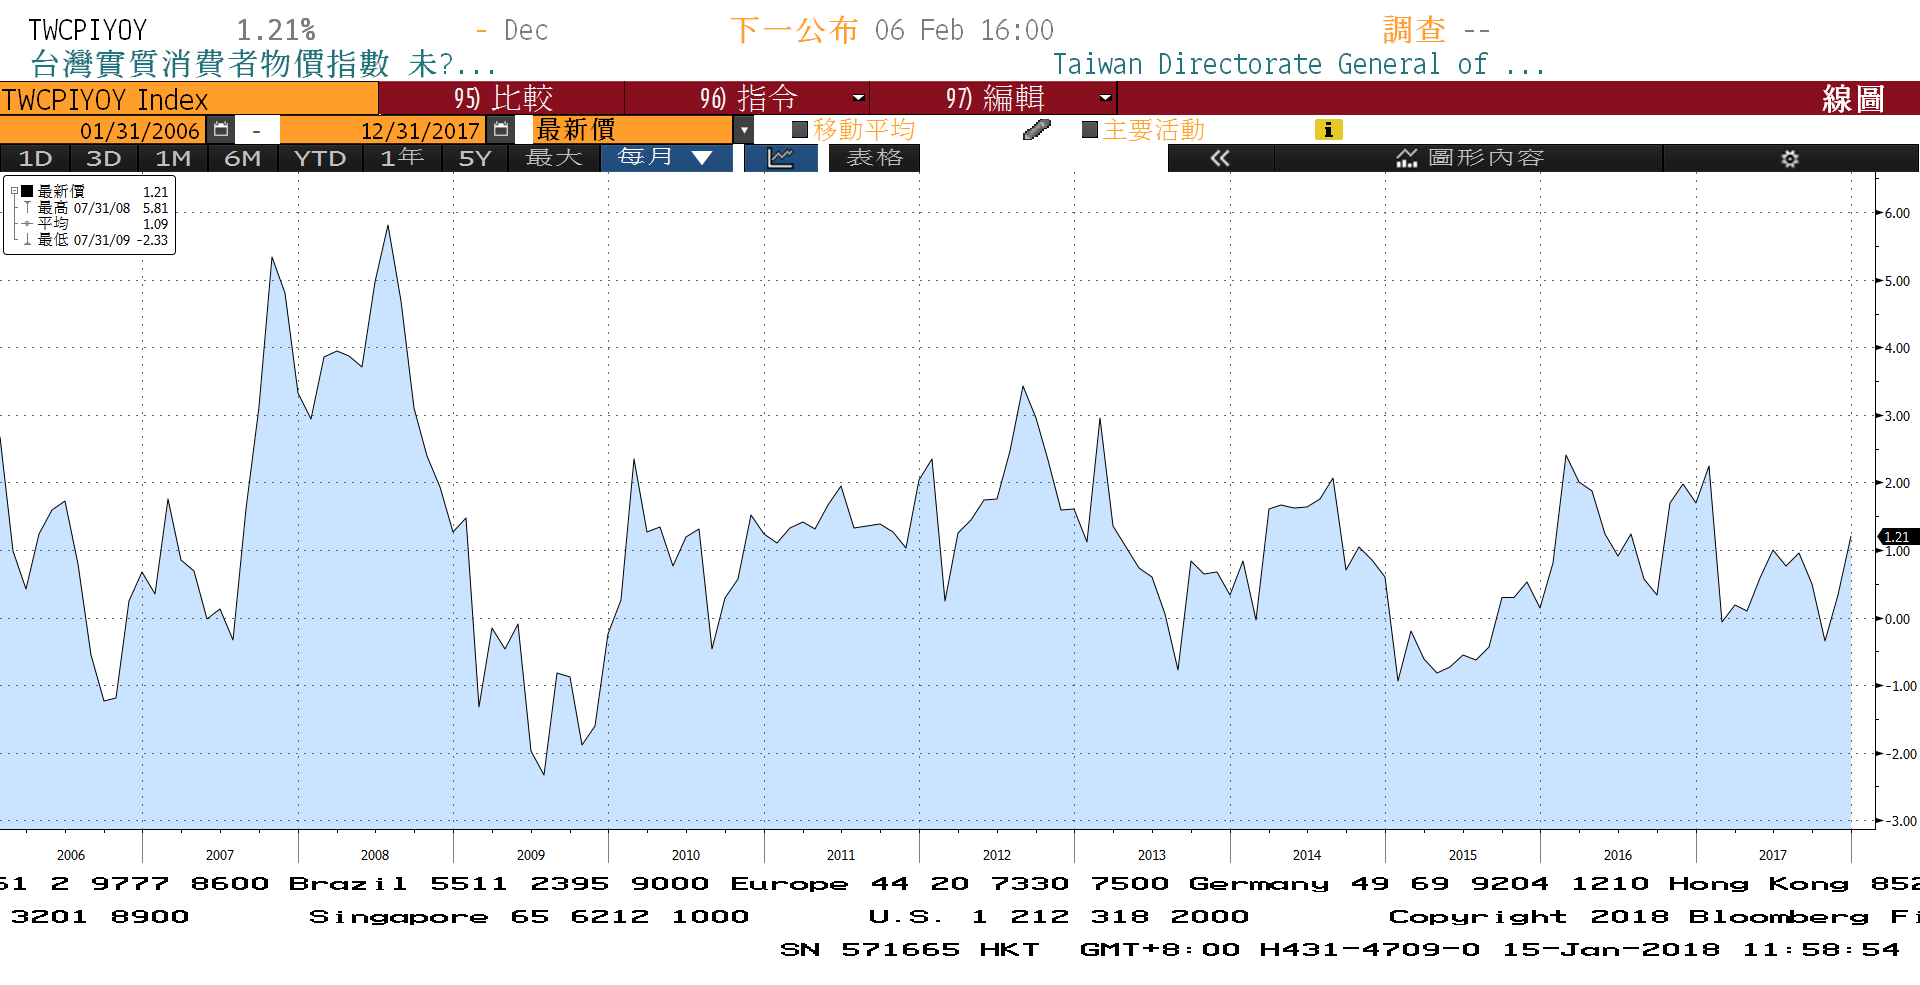 TWCPIYOY 1.21% - Dec 下一公布 06 Feb 16:00 調查 --
台灣實質消費者物價指數 未?... Taiwan Directorate General of ...
TWCPIYOY Index 95) 比較 96) 指令 97) 編輯 線圖
01/31/2006 - 12/31/2017 最新價 移動平均 主要活動 i
1D 3D 1M 6M YTD 1年 5Y 最大 每月 ▼ 表格 « 圖形內容
最新價 1.21
最高 07/31/08 5.81
平均 1.09
最低 07/31/09 -2.33
6.00
5.00
4.00
3.00
2.00
1.21
1.00
0.00
-1.00
-2.00
-3.00
2006 2007 2008 2009 2010 2011 2012 2013 2014 2015 2016 2017
61 2 9777 8600 Brazil 5511 2395 9000 Europe 44 20 7330 7500 Germany 49 69 9204 1210 Hong Kong 852
3201 8900 Singapore 65 6212 1000 U.S. 1 212 318 2000 Copyright 2018 Bloomberg Fi
SN 571665 HKT GMT+8:00 H431-4709-0 15-Jan-2018 11:58:54